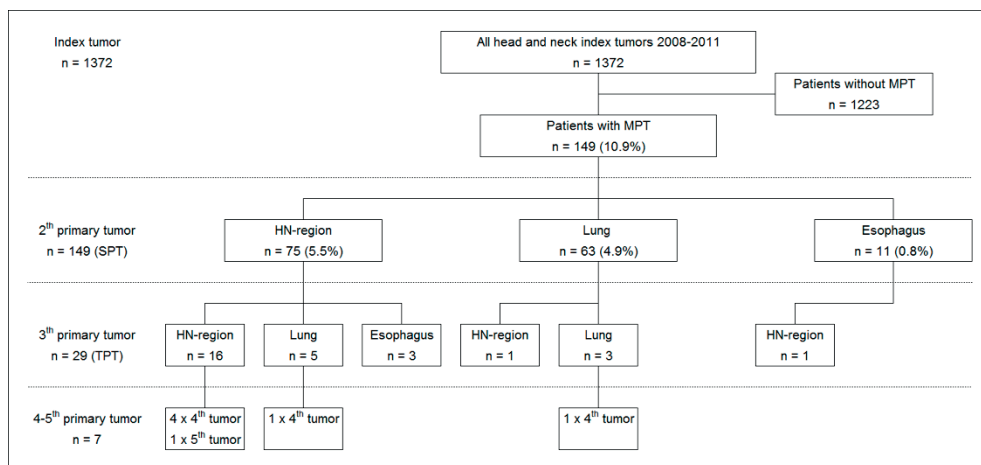 Index tumor
n = 1372
All head and neck index tumors 2008-2011
n = 1372
Patients without MPT
n = 1223
Patients with MPT
n = 149 (10.9%)
2th primary tumor
n = 149 (SPT)
HN-region
n = 75 (5.5%)
Lung
n = 63 (4.9%)
Esophagus
n = 11 (0.8%)
3th primary tumor
n = 29 (TPT)
HN-region
n = 16
Lung
n = 5
Esophagus
n = 3
HN-region
n = 1
Lung
n = 3
HN-region
n = 1
4-5th primary tumor
n = 7
4 x 4th tumor
1 x 5th tumor
1 x 4th tumor
1 x 4th tumor